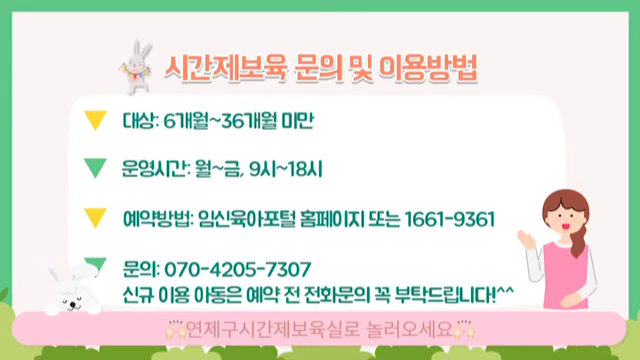 시간제보육 문의 및 이용방법
대상: 6개월~36개월 미만
운영시간: 월~금, 9시~18시
예약방법: 임신육아포털 홈페이지 또는 1661-9361
문의: 070-4205-7307
신규 이용 아동은 예약 전 전화문의 꼭 부탁드립니다!^^
🙌🏻연제구시간제보육실로 놀러오세요🙌🏻